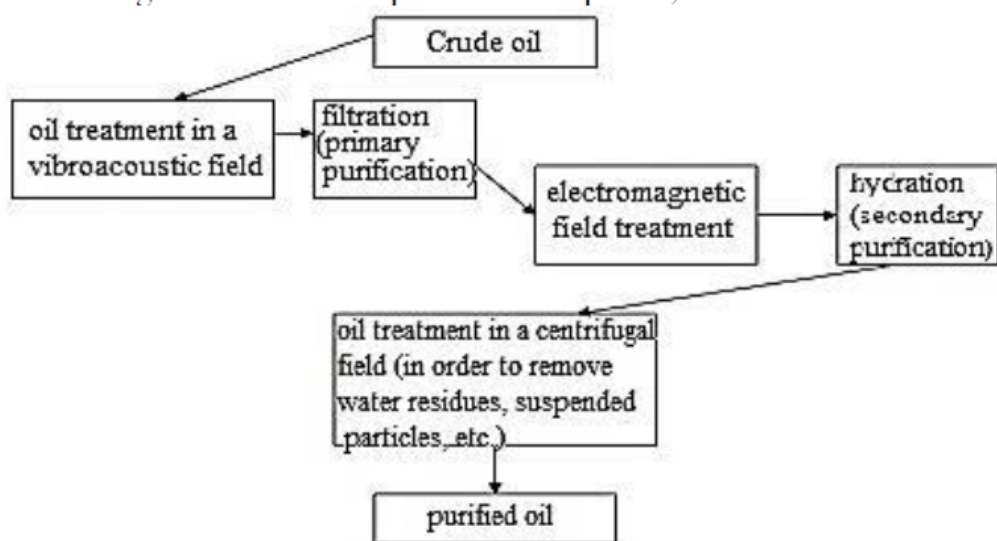 Crude oil
oil treatment in a
vibroacoustic field
filtration
(primary
purification)
electromagnetic
field treatment
hydration
(secondary
purification)
oil treatment in a centrifugal
field (in order to remove
water residues, suspended
particles, etc.)
purified oil